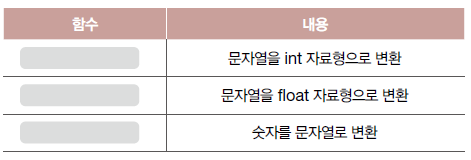 함수 내용
문자열을 int 자료형으로 변환
문자열을 float 자료형으로 변환
숫자를 문자열로 변환